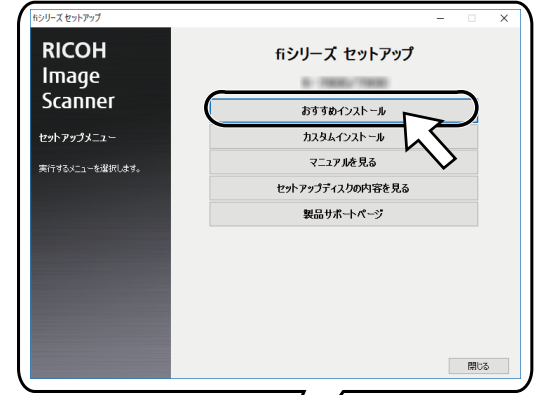 fiシリーズ セットアップ
RICOH
Image
Scanner
セットアップメニュー
実行するメニューを選択します。
fiシリーズ セットアップ
おすすめインストール
カスタムインストール
マニュアルを見る
セットアップディスクの内容を見る
製品サポートページ
閉じる